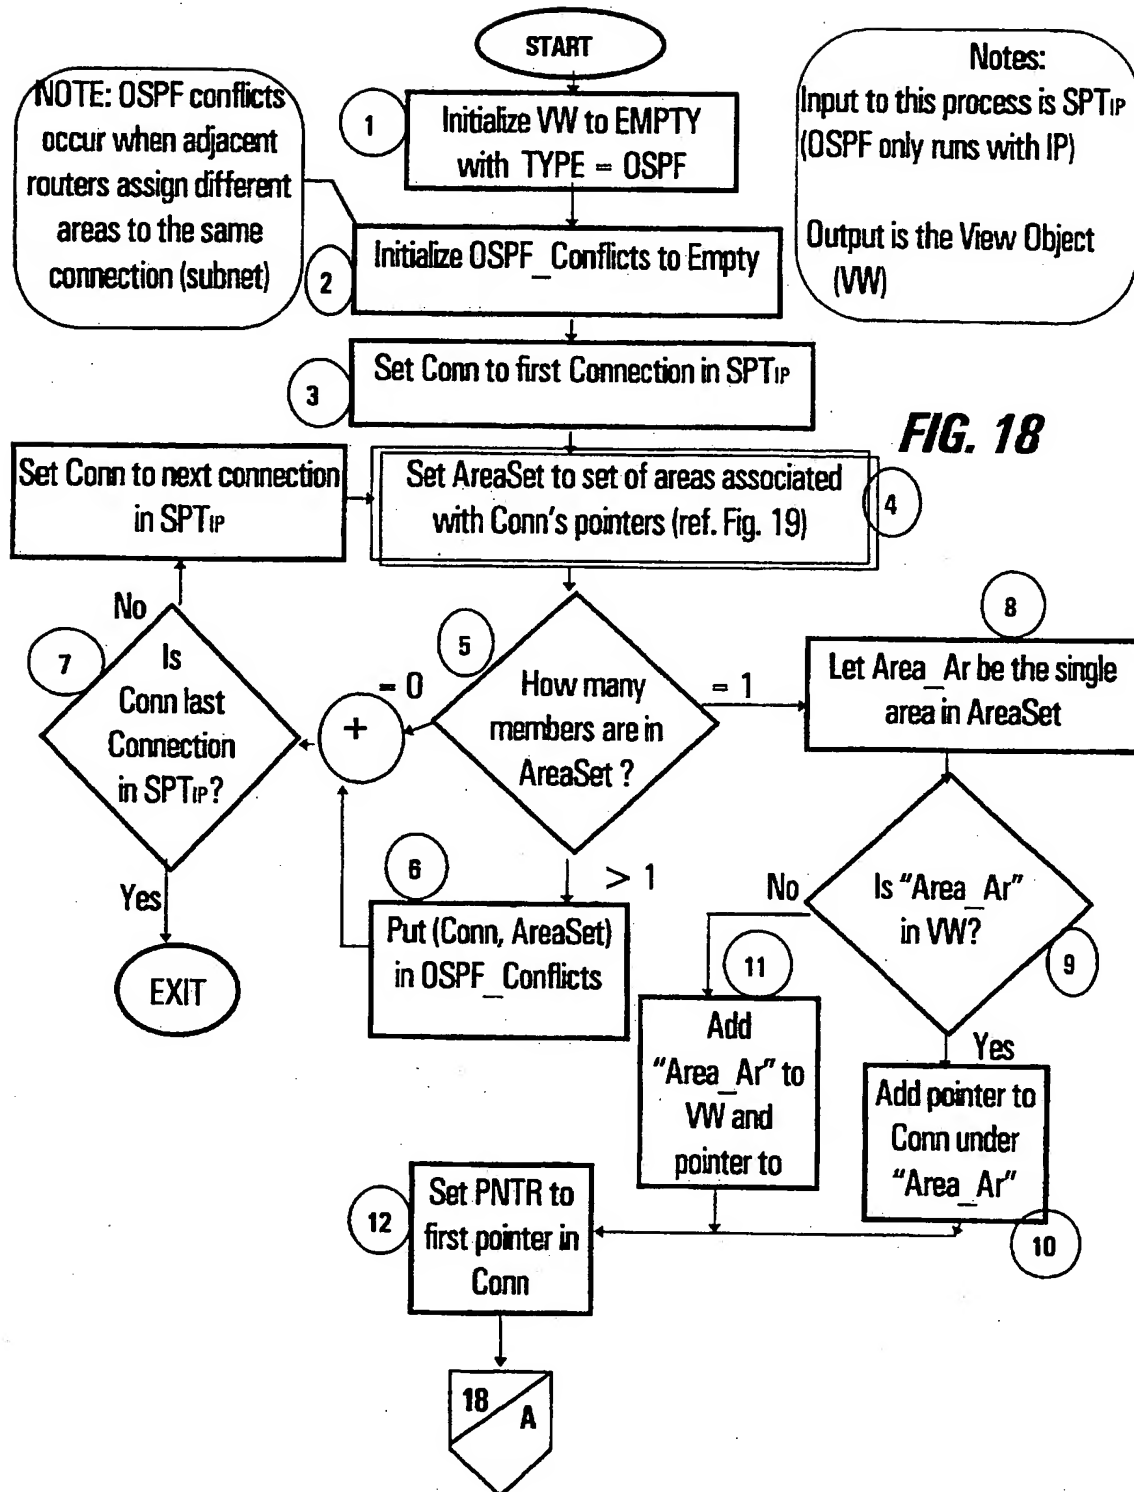 START
NOTE: OSPF conflicts
occur when adjacent
routers assign different
areas to the same
connection (subnet)
1
Initialize VW to EMPTY
with TYPE = OSPF
Notes:
Input to this process is SPTIP
(OSPF only runs with IP)
Output is the View Object
(VW)
2
Initialize OSPF_Conflicts to Empty
3
Set Conn to first Connection in SPTIP
FIG. 18
Set Conn to next connection
in SPTIP
Set AreaSet to set of areas associated
with Conn's pointers (ref. Fig. 19)
4
No
7
Is
Conn last
Connection
in SPTIP?
Yes
EXIT
= 0
+
5
How many
members are in
AreaSet ?
= 1
> 1
6
Put (Conn, AreaSet)
in OSPF_Conflicts
8
Let Area_Ar be the single
area in AreaSet
No
Is "Area_Ar"
in VW?
9
Yes
11
Add
"Area_Ar" to
VW and
pointer to
Add pointer to
Conn under
"Area_Ar"
10
12
Set PNTR to
first pointer in
Conn
18
A